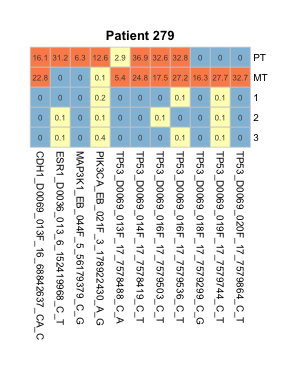 Patient 279
16.1 31.2 6.3 12.6 2.9 36.9 32.6 32.8 0 0 0 PT
22.8 0 0 0.1 5.4 24.8 17.5 27.2 16.3 27.7 32.7 MT
0 0 0 0.1 0 0 0 0.1 0 0.1 0 1
0 0.1 0 0.1 0 0 0.1 0 0 0.1 0 2
0 0.1 0 0.4 0 0 0 0.1 0 0.1 0 3
CDH1_D0069_013F_16_68842637_CA_C
ESR1_D0036_013_6_152419968_C_T
MAP3K1_EB_044F_5_56179379_C_G
PIK3CA_EB_021F_3_178922430_A_G
TP53_D0069_013F_17_7578488_C_A
TP53_D0069_014F_17_7578419_C_T
TP53_D0069_016F_17_7579503_C_T
TP53_D0069_016F_17_7579536_C_T
TP53_D0069_018F_17_7579299_C_G
TP53_D0069_019F_17_7579744_C_T
TP53_D0069_020F_17_7579864_C_T